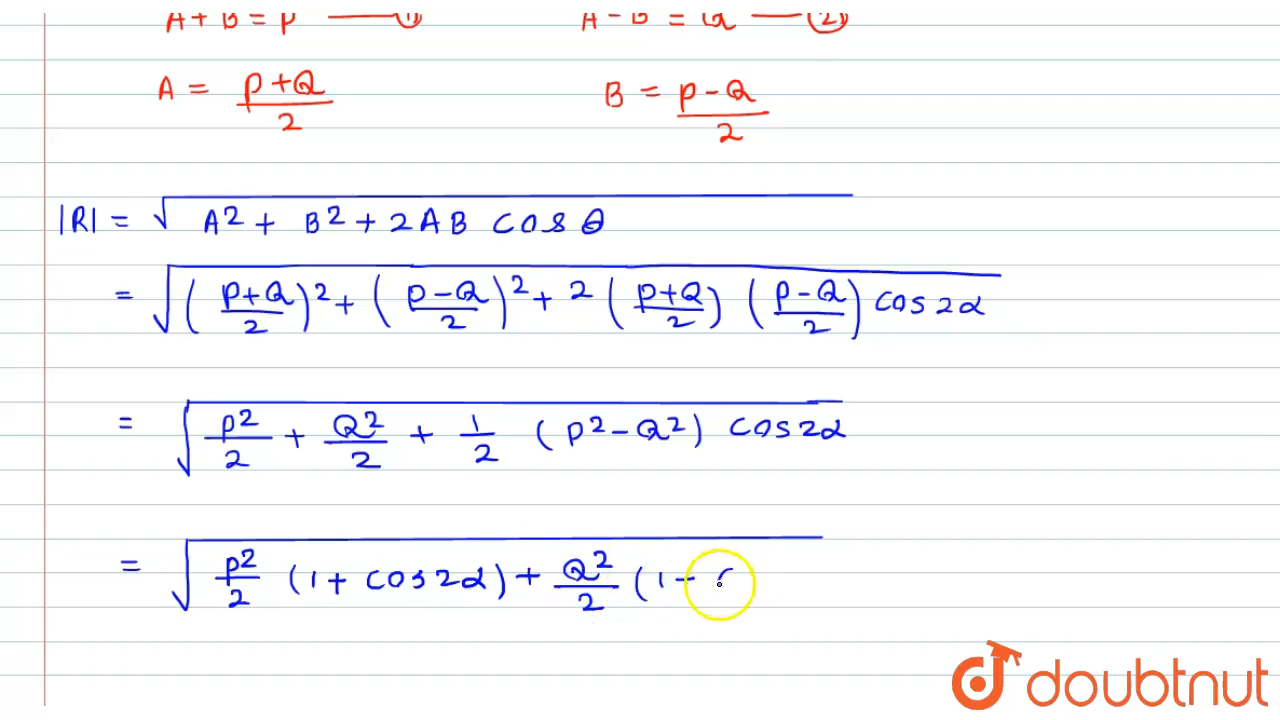 A + B = P —— ① A - B = Q —— ②
A = P+Q/2 B = P-Q/2
|R| = √(A² + B² + 2AB cos θ)
= √((P+Q/2)² + (P-Q/2)² + 2 (P+Q/2) (P-Q/2) cos 2α)
= √(P²/2 + Q²/2 + 1/2 (P² - Q²) cos 2α)
= √(P²/2 (1 + cos 2α) + Q²/2 (1 -
doubtnut